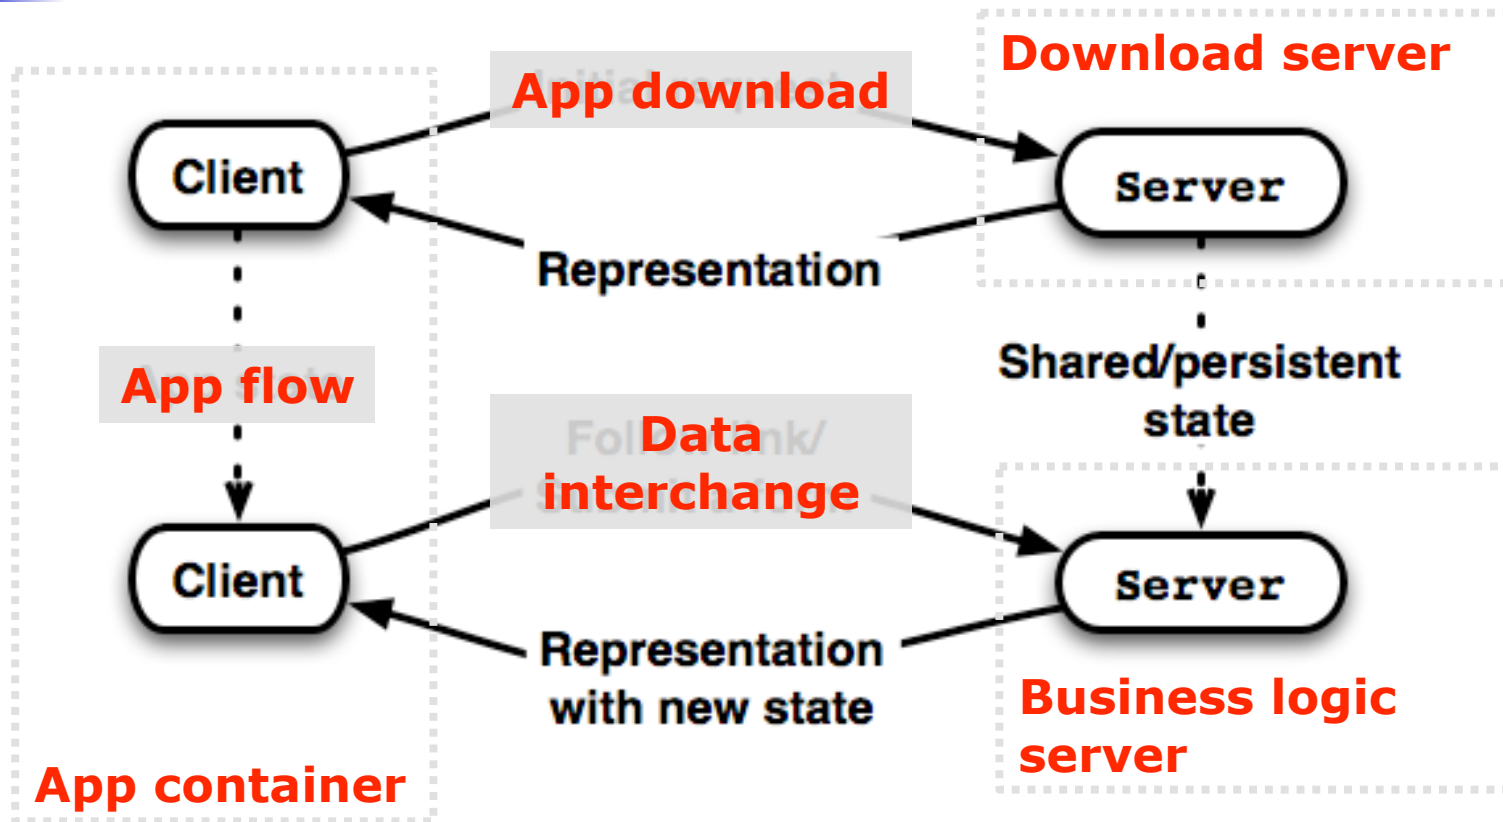 Download server
App download
Client
Server
Representation
App flow
Shared/persistent
state
Data
interchange
Client
Server
Representation
with new state
Business logic
server
App container